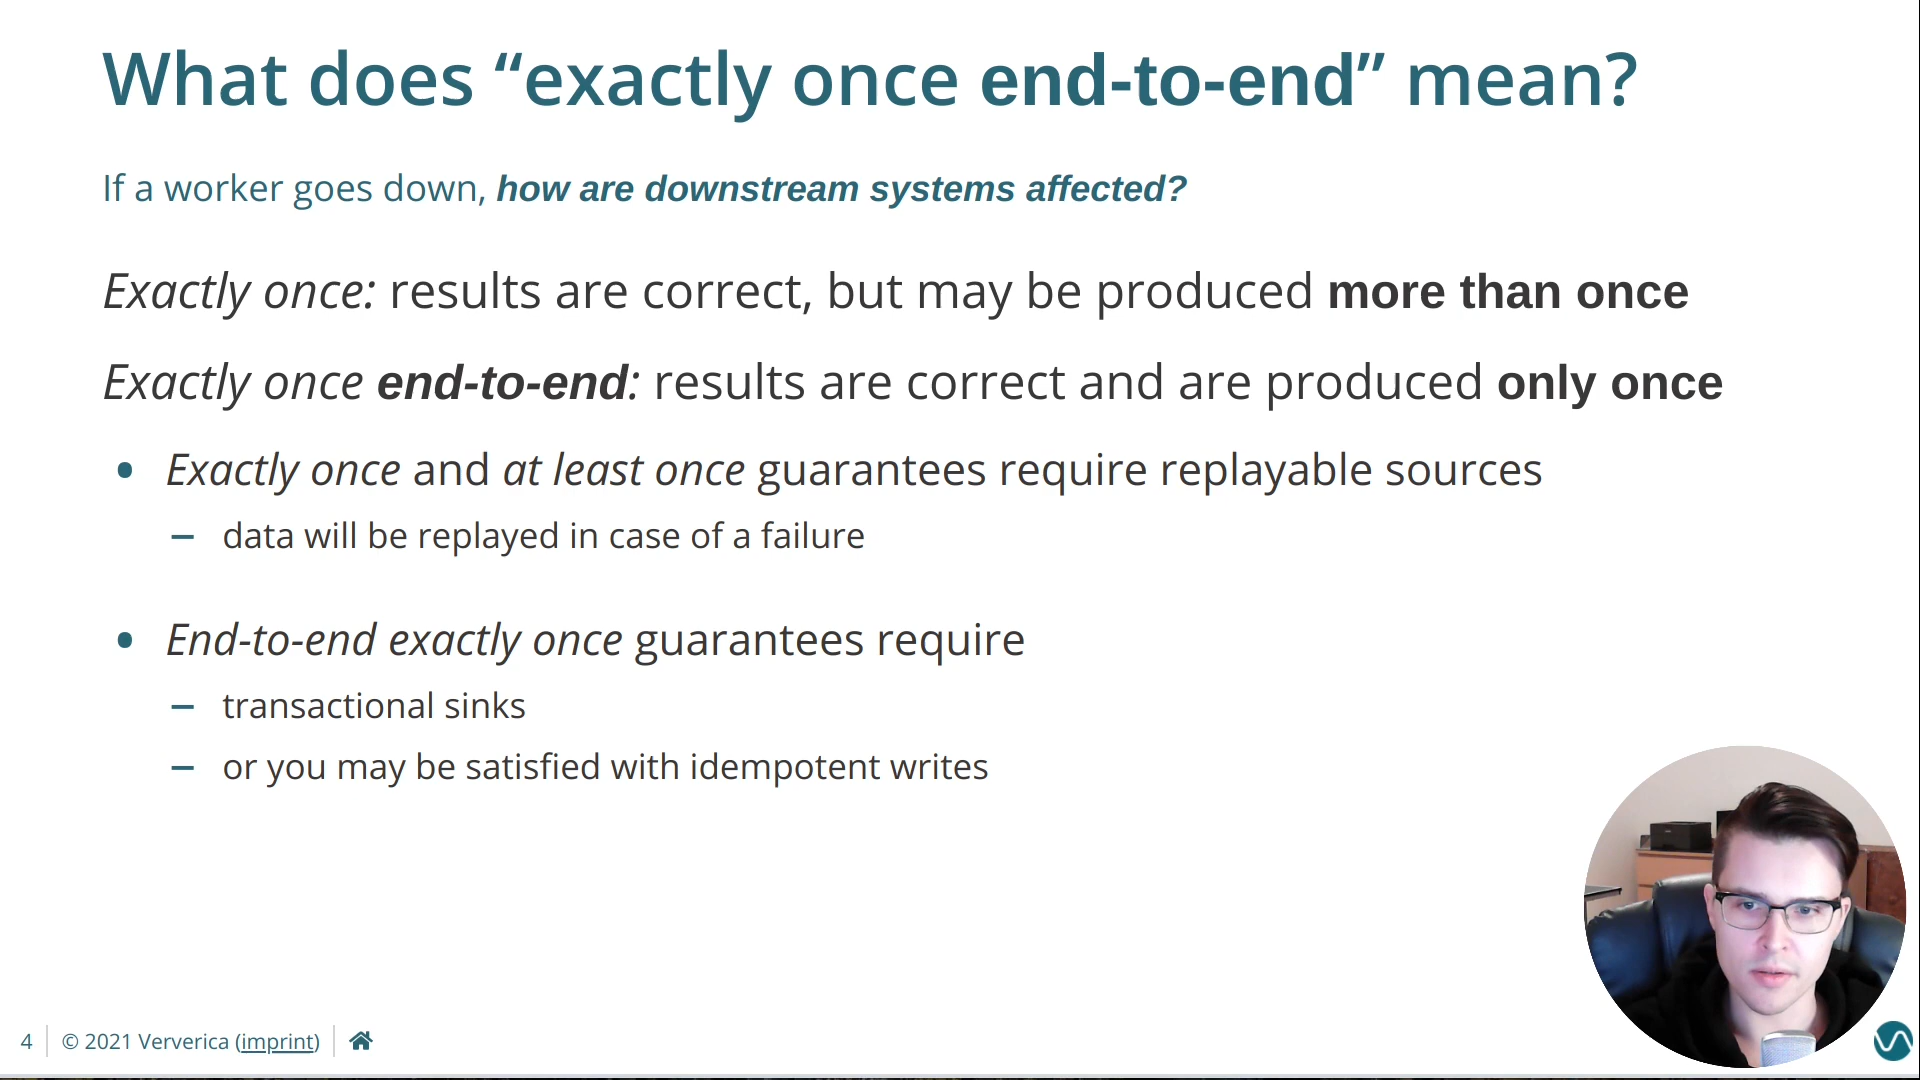 What does “exactly once end-to-end” mean?
If a worker goes down, how are downstream systems affected?
Exactly once: results are correct, but may be produced more than once
Exactly once end-to-end: results are correct and are produced only once
• Exactly once and at least once guarantees require replayable sources
– data will be replayed in case of a failure
• End-to-end exactly once guarantees require
– transactional sinks
– or you may be satisfied with idempotent writes
4 © 2021 Ververica (imprint)